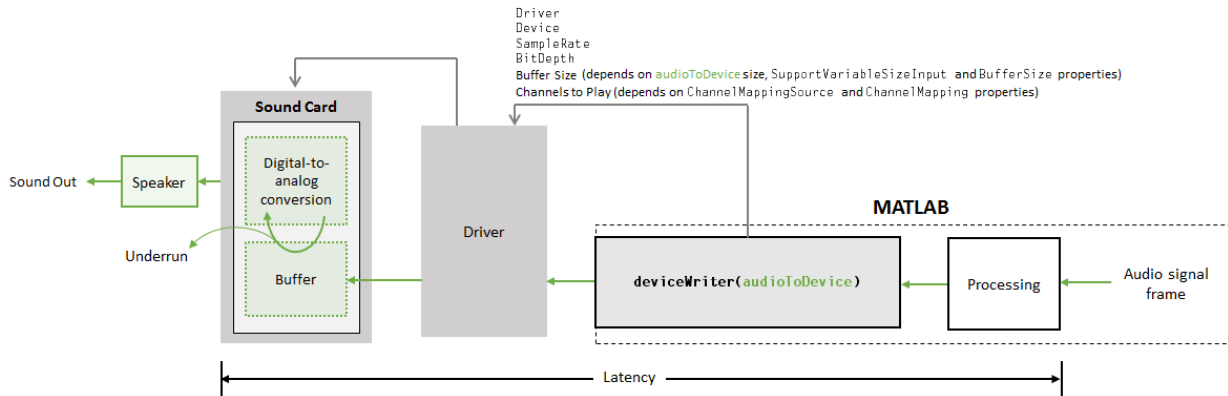 Driver
Device
SampleRate
BitDepth
Buffer Size (depends on audioToDevice size, SupportVariableSizeInput and BufferSize properties)
Channels to Play (depends on ChannelMappingSource and ChannelMapping properties)
Sound Card
Digital-to-
analog
conversion
Sound Out
Speaker
Underrun
Buffer
Driver
MATLAB
deviceWriter(audioToDevice)
Processing
Audio signal
frame
Latency